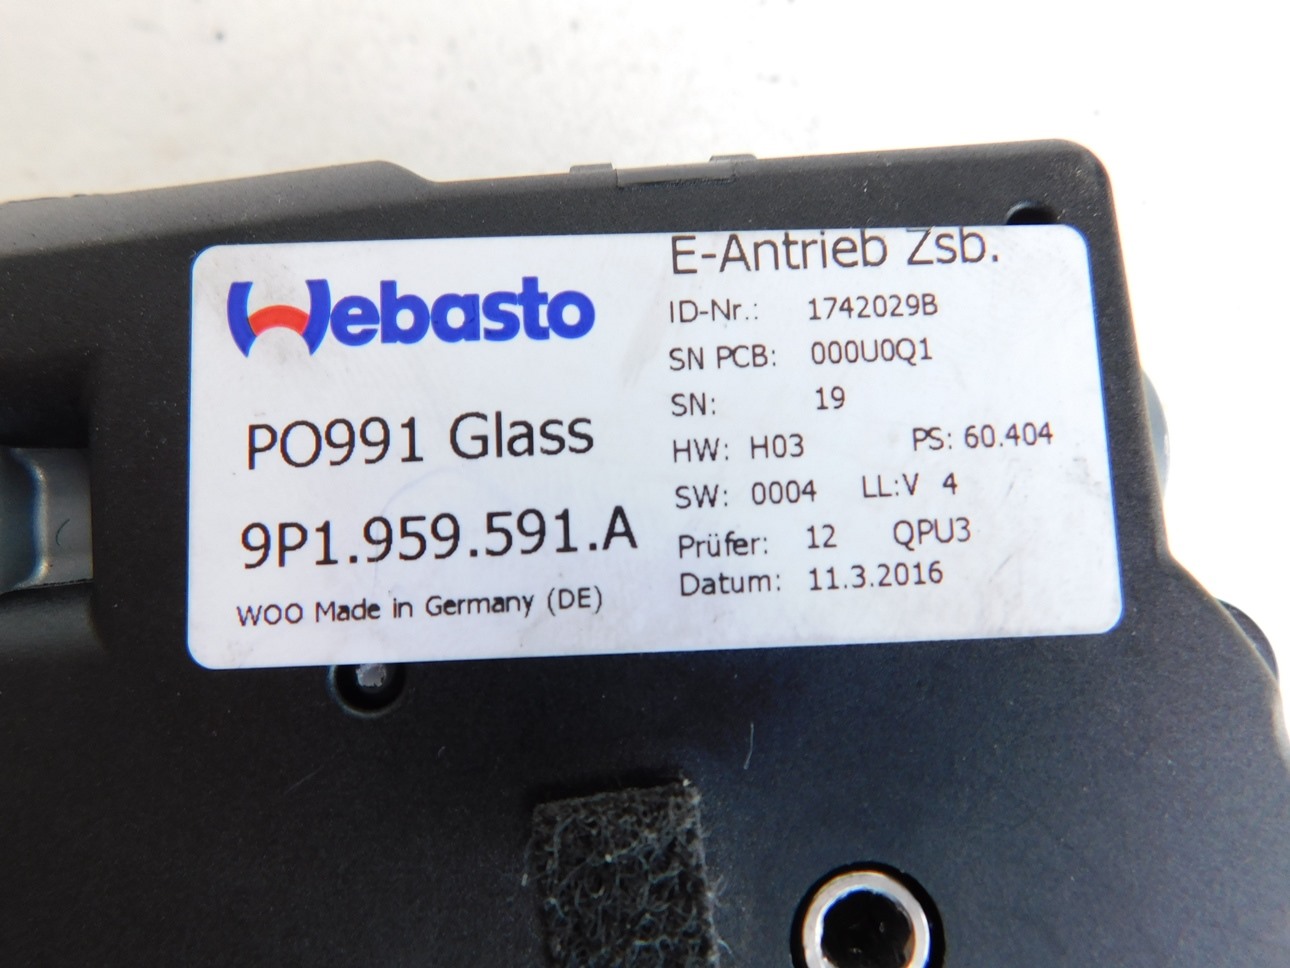 Webasto
PO991 Glass
9P1.959.591.A
WOO Made in Germany (DE)
E-Antrieb Zsb.
ID-Nr.: 1742029B
SN PCB: 000U0Q1
SN: 19
HW: H03 PS: 60.404
SW: 0004 LL:V 4
Prüfer: 12 QPU3
Datum: 11.3.2016